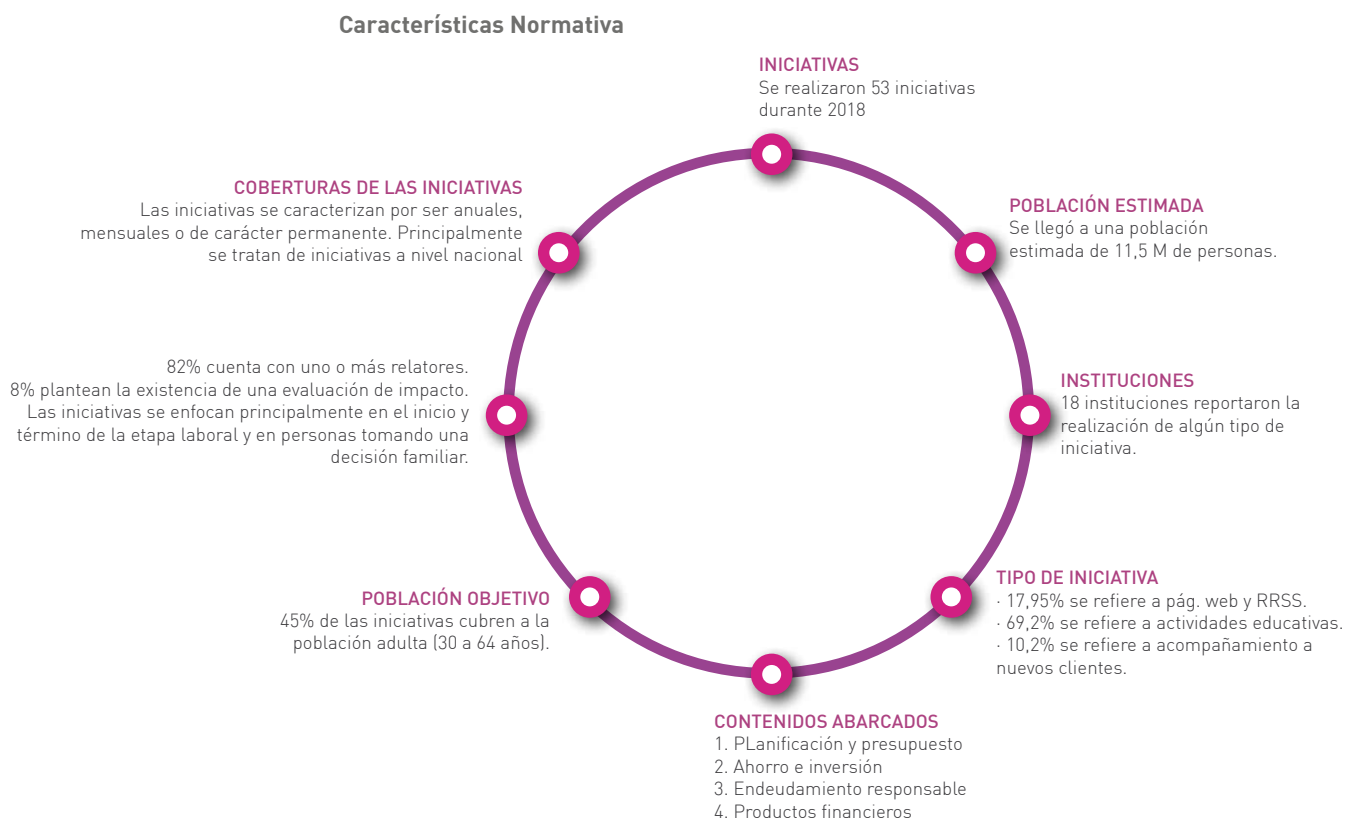 Características Normativa
INICIATIVAS
Se realizaron 53 iniciativas
durante 2018
POBLACIÓN ESTIMADA
Se llegó a una población
estimada de 11,5 M de personas.
INSTITUCIONES
18 instituciones reportaron la
realización de algún tipo de
iniciativa.
TIPO DE INICIATIVA
· 17,95% se refiere a pág. web y RRSS.
· 69,2% se refiere a actividades educativas.
· 10,2% se refiere a acompañamiento a
nuevos clientes.
CONTENIDOS ABARCADOS
1. PLanificación y presupuesto
2. Ahorro e inversión
3. Endeudamiento responsable
4. Productos financieros
POBLACIÓN OBJETIVO
45% de las iniciativas cubren a la
población adulta (30 a 64 años).
82% cuenta con uno o más relatores.
8% plantean la existencia de una evaluación de impacto.
Las iniciativas se enfocan principalmente en el inicio y
término de la etapa laboral y en personas tomando una
decisión familiar.
COBERTURAS DE LAS INICIATIVAS
Las iniciativas se caracterizan por ser anuales,
mensuales o de carácter permanente. Principalmente
se tratan de iniciativas a nivel nacional